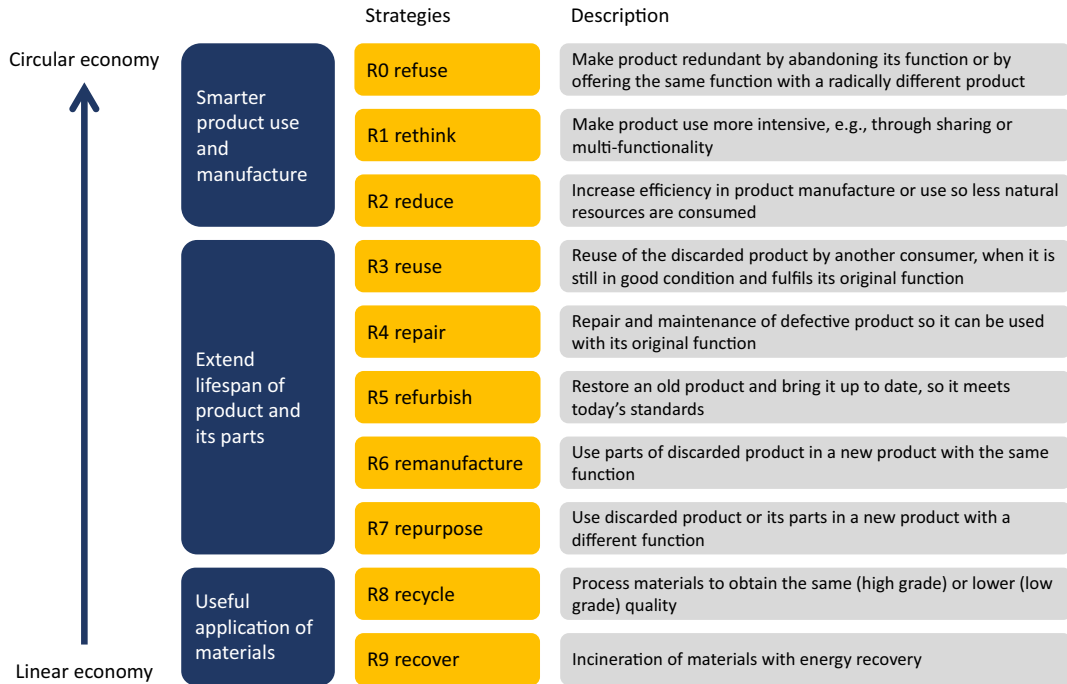 Strategies
Description
Circular economy
Linear economy
Smarter
product use
and
manufacture
R0 refuse
Make product redundant by abandoning its function or by
offering the same function with a radically different product
R1 rethink
Make product use more intensive, e.g., through sharing or
multi-functionality
R2 reduce
Increase efficiency in product manufacture or use so less natural
resources are consumed
Extend
lifespan of
product and
its parts
R3 reuse
Reuse of the discarded product by another consumer, when it is
still in good condition and fulfils its original function
R4 repair
Repair and maintenance of defective product so it can be used
with its original function
R5 refurbish
Restore an old product and bring it up to date, so it meets
today's standards
R6 remanufacture
Use parts of discarded product in a new product with the same
function
R7 repurpose
Use discarded product or its parts in a new product with a
different function
Useful
application of
materials
R8 recycle
Process materials to obtain the same (high grade) or lower (low
grade) quality
R9 recover
Incineration of materials with energy recovery